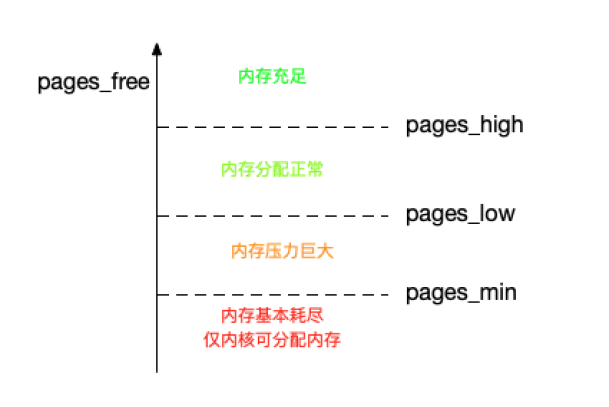 内存充足
pages_free
pages_high
内存分配正常
pages_low
内存压力巨大
pages_min
内存基本耗尽
仅内核可分配内存